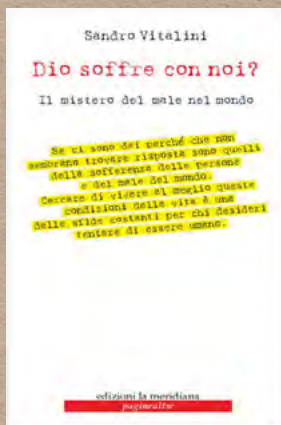 Sandro Vitalini
Dio soffre con noi?
Il mistero del male nel mondo
Se ci sono dei perché che non
sembrano trovare risposta sono quelli
della sofferenza delle persone
e del male del mondo.
Cercare di vivere al meglio queste
condizioni della vita è una
delle sfide costanti per chi desideri
tentare di essere umano.
edizioni la meridiana
paginealtre